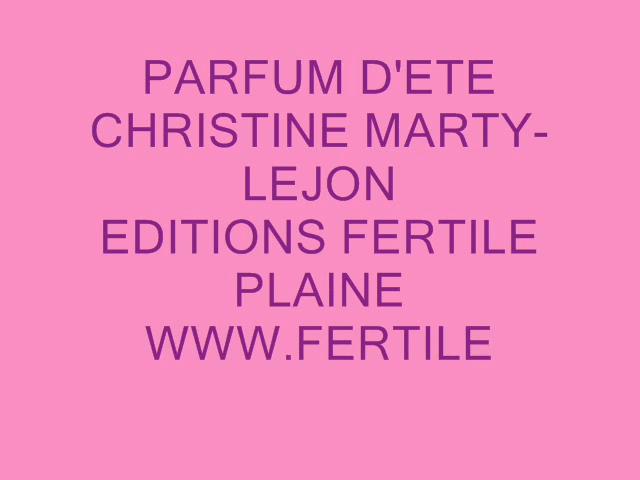 PARFUM D'ETE
CHRISTINE MARTY-
LEJON
EDITIONS FERTILE
PLAINE
WWW.FERTILE